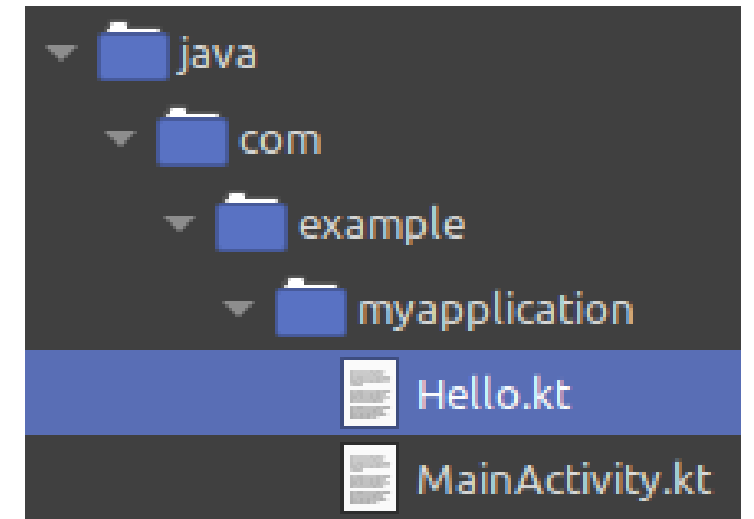 java
com
example
myapplication
Hello.kt
MainActivity.kt